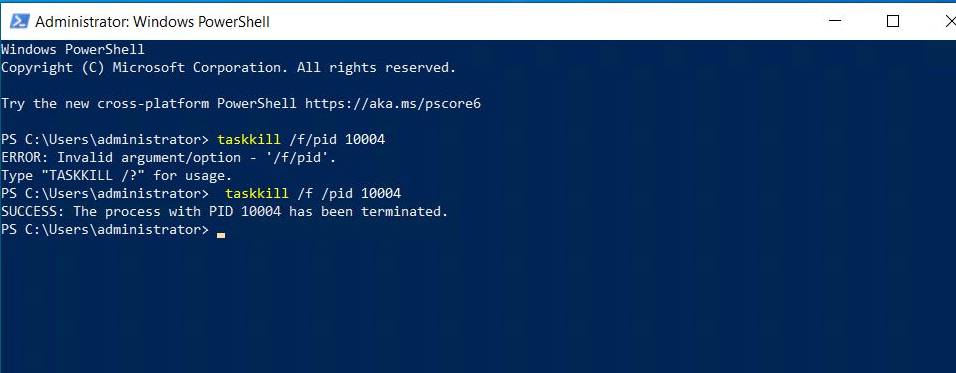 Administrator: Windows PowerShell
Windows PowerShell
Copyright (C) Microsoft Corporation. All rights reserved.
Try the new cross-platform PowerShell https://aka.ms/pscore6
PS C:\Users\administrator> taskkill /f/pid 10004
ERROR: Invalid argument/option - '/f/pid'.
Type "TASKKILL /?" for usage.
PS C:\Users\administrator>  taskkill /f /pid 10004
SUCCESS: The process with PID 10004 has been terminated.
PS C:\Users\administrator>